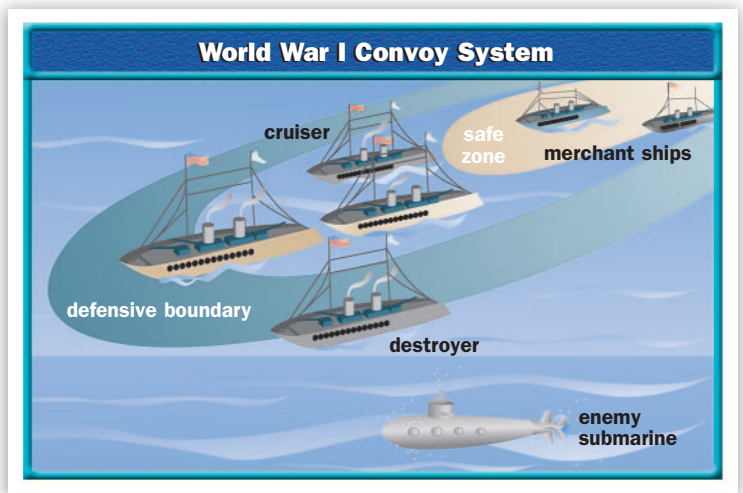 World War I Convoy System
cruiser
safe
zone
merchant ships
defensive boundary
destroyer
enemy
submarine